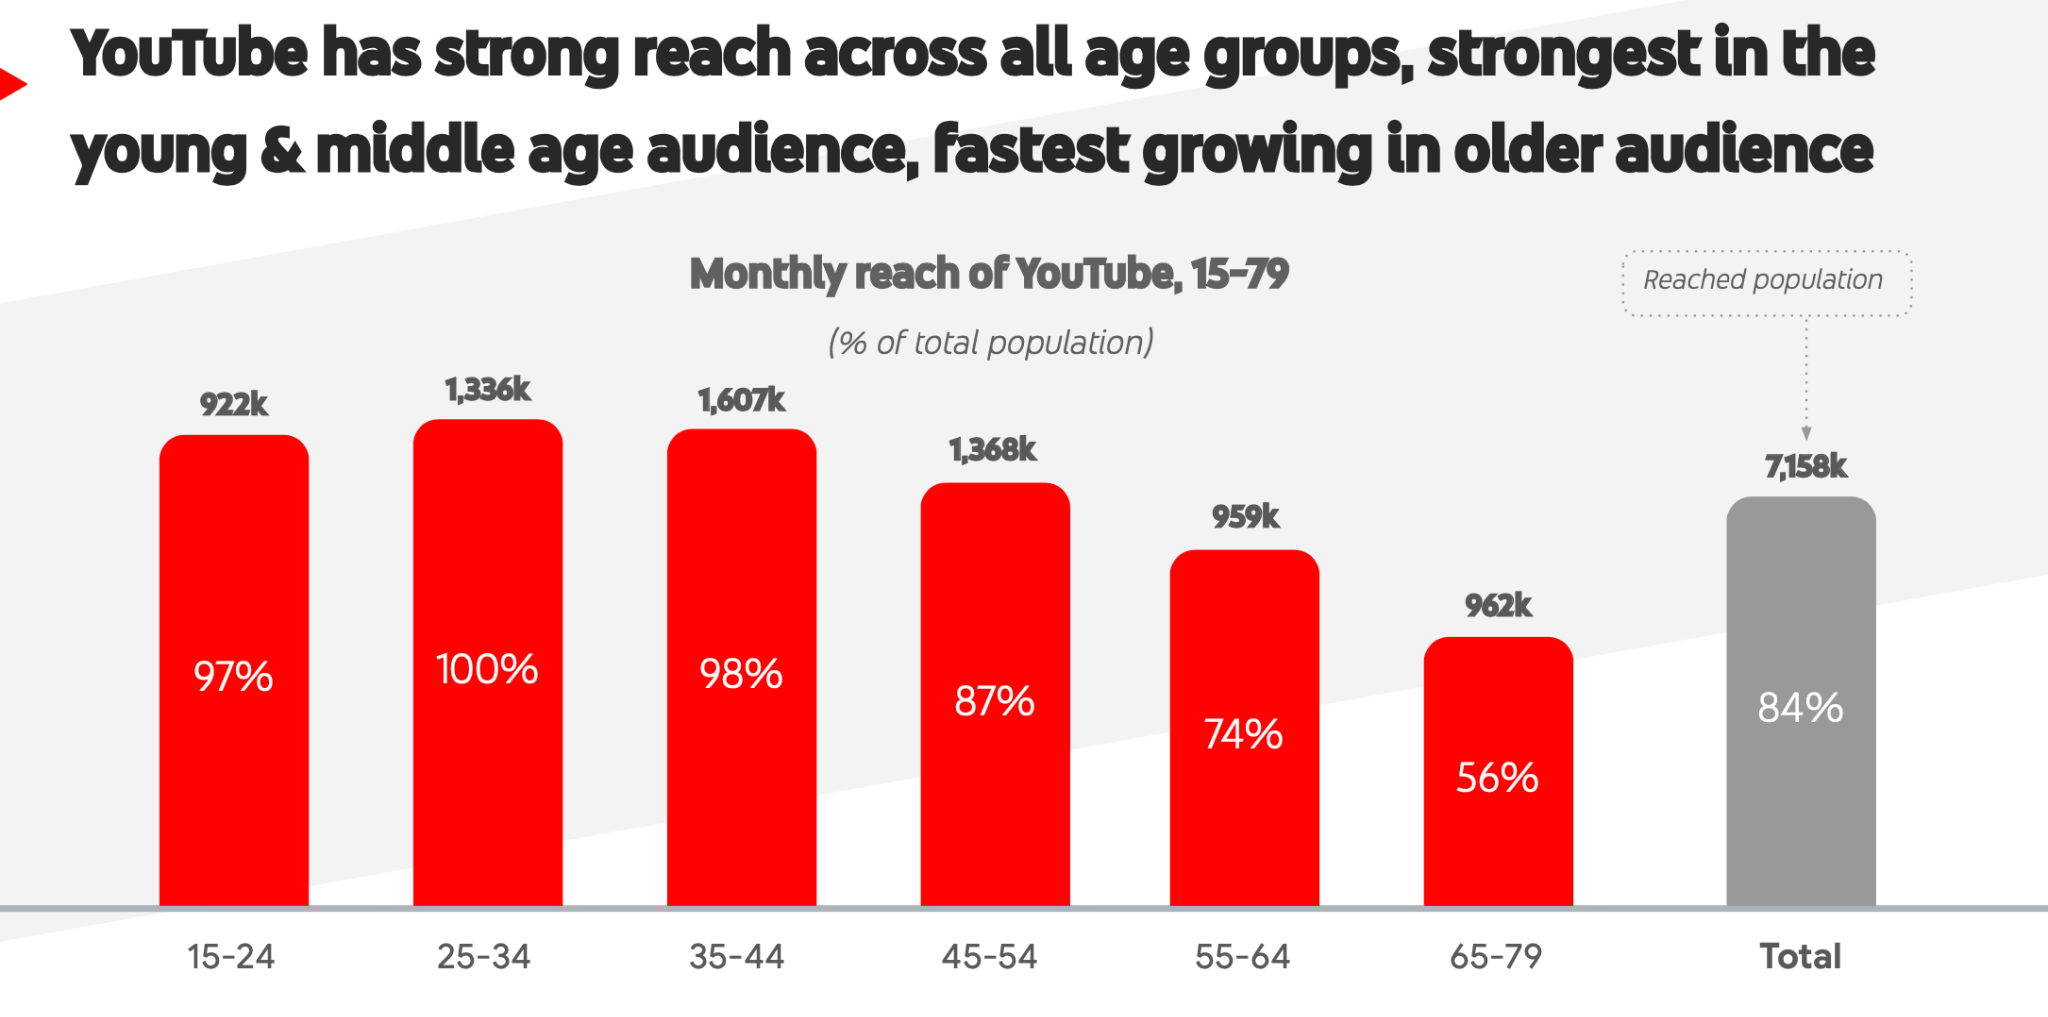 YouTube has strong reach across all age groups, strongest in the
young & middle age audience, fastest growing in older audience
Monthly reach of YouTube, 15-79
(% of total population)
Reached population
922k
1,336k
1,607k
1,368k
959k
962k
7,158k
97%
100%
98%
87%
74%
56%
84%
15-24
25-34
35-44
45-54
55-64
65-79
Total